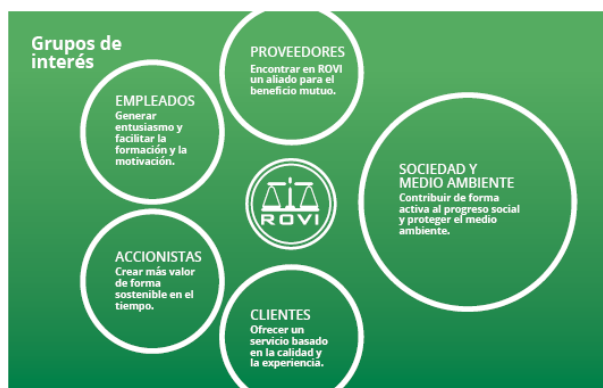 Grupos de
interés
PROVEEDORES
Encontrar en ROVI
un aliado para el
beneficio mutuo.
EMPLEADOS
Generar
entusiasmo y
facilitar la
formación y la
motivación.
SOCIEDAD Y
MEDIO AMBIENTE
Contribuir de forma
activa al progreso social
y proteger el medio
ambiente.
ROVI
ACCIONISTAS
Crear más valor
de forma
sostenible en el
tiempo.
CLIENTES
Ofrecer un
servicio basado
en la calidad y
la experiencia.